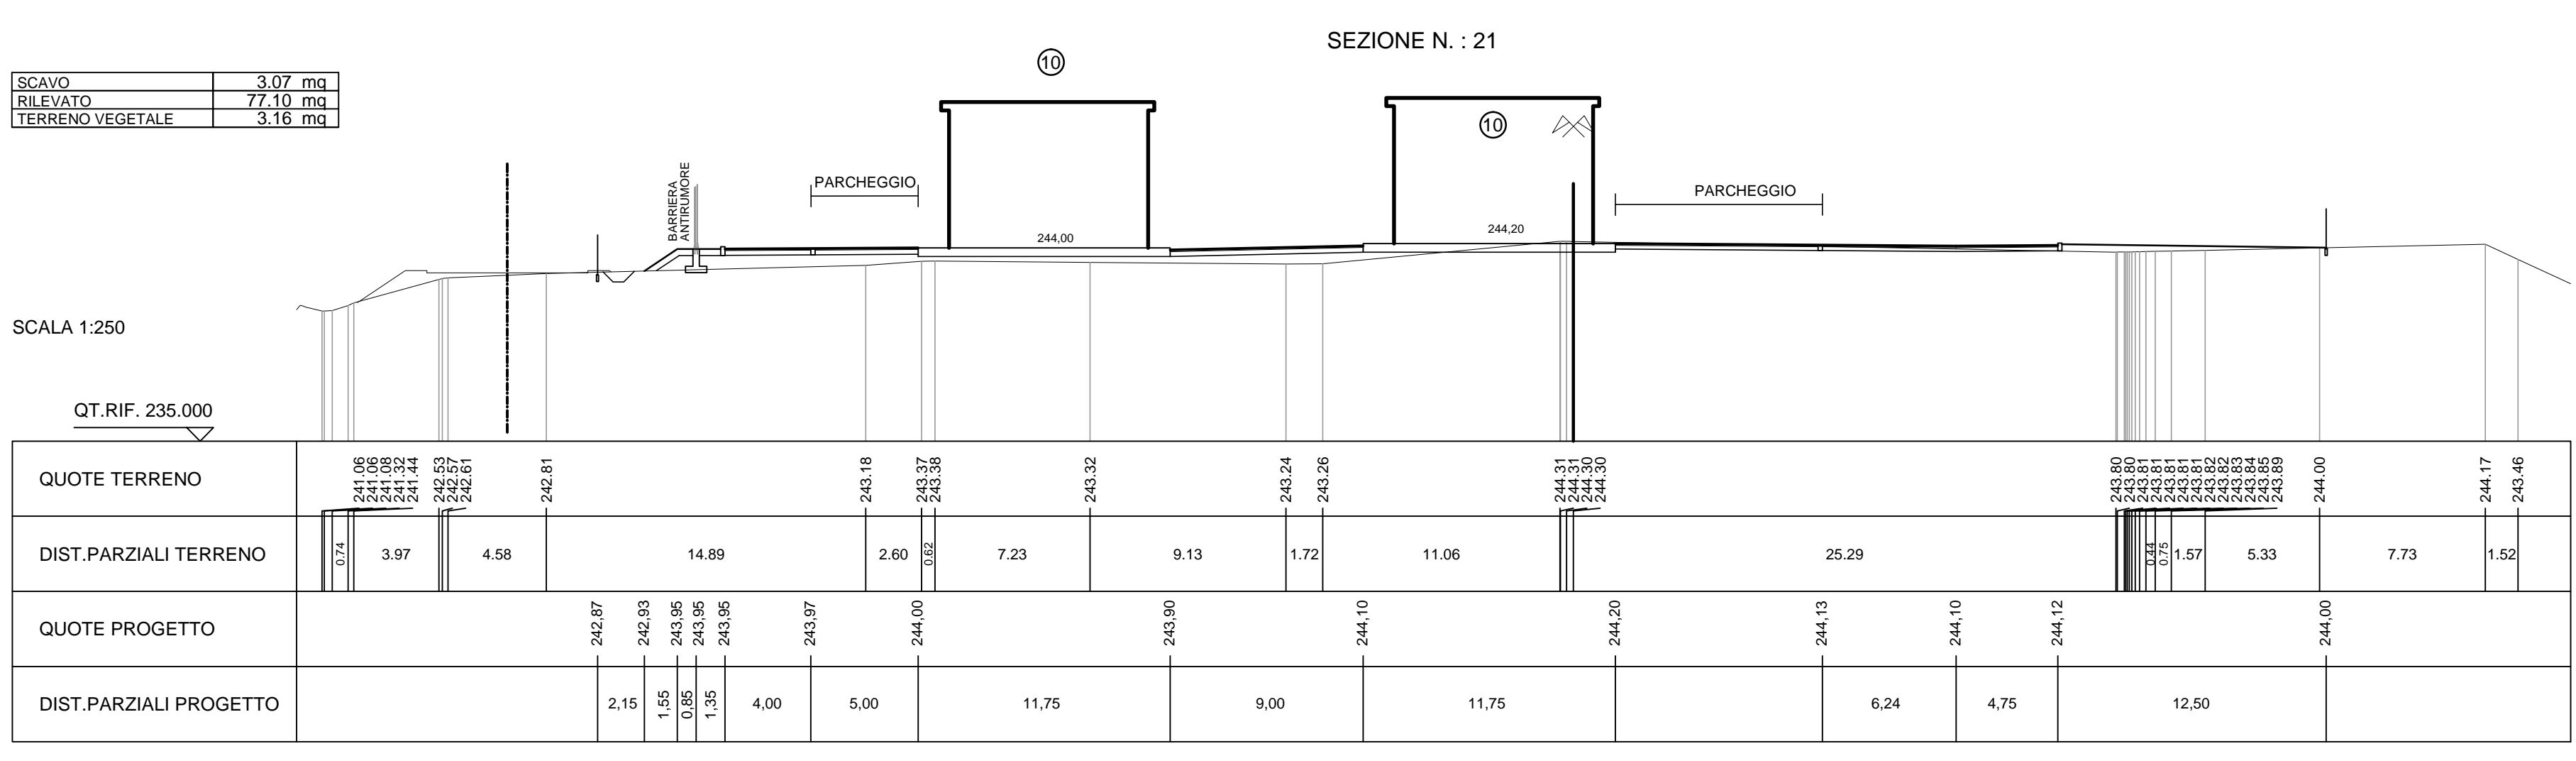 SEZIONE N. : 21
10
SCAVO 3.07 mq
RILEVATO 77.10 mq
TERRENO VEGETALE 3.16 mq
10
BARRIERA
ANTIRUMORE
PARCHEGGIO
PARCHEGGIO
244,00
244,20
SCALA 1:250
QT.RIF. 235.000
QUOTE TERRENO 241.06 241.06 241.08 241.32 241.44 242.53 242.57 242.61 242.81 243.18 243.37 243.38 243.32 243.24 243.26 244.31 244.31 244.30 244.30 243.80 243.80 243.81 243.81 243.81 243.81 243.81 243.82 243.82 243.83 243.84 243.85 243.89 244.00 244.17 243.46
DIST.PARZIALI TERRENO 0.74 3.97 4.58 14.89 2.60 0.62 7.23 9.13 1.72 11.06 25.29 0.44 0.75 1.57 5.33 7.73 1.52
QUOTE PROGETTO 242,87 242,93 243,95 243,95 243,95 243,97 244,00 243,90 244,10 244,20 244,13 244,10 244,12 244,00
DIST.PARZIALI PROGETTO 2,15 1,55 0,85 1,35 4,00 5,00 11,75 9,00 11,75 6,24 4,75 12,50